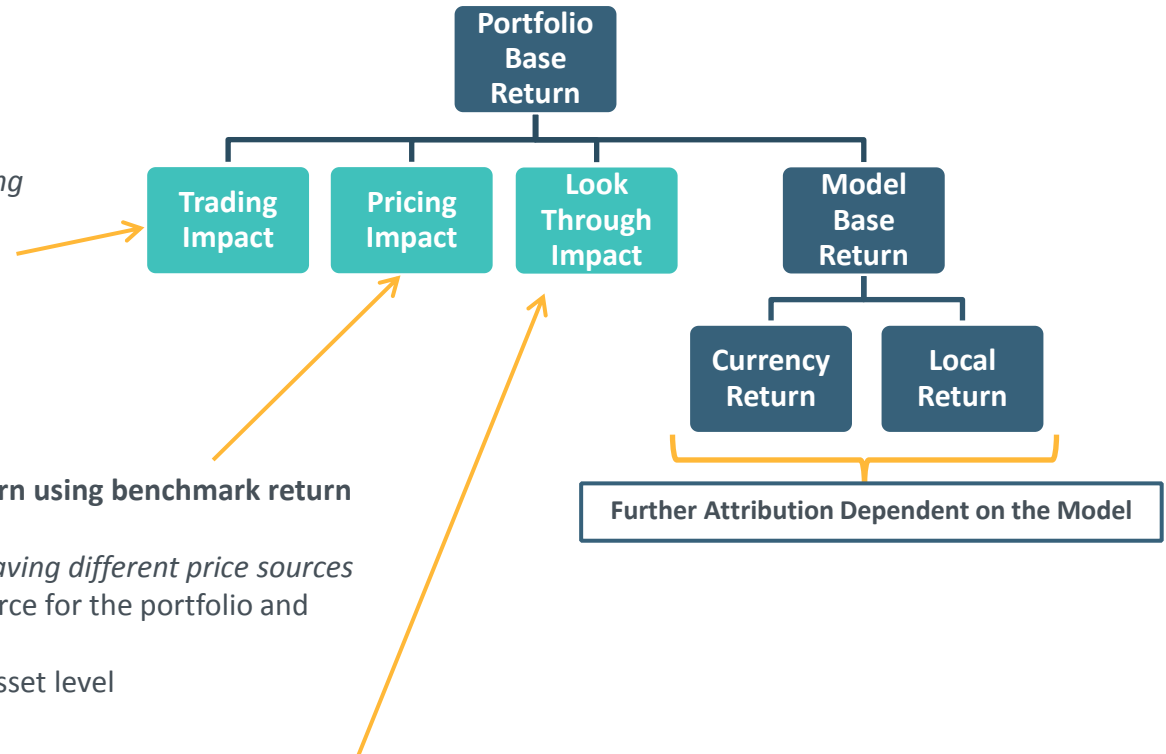 Portfolio
Base
Return
ng
Trading
Impact
Pricing
Impact
Look
Through
Impact
Model
Base
Return
Currency
Return
Local
Return
rn using benchmark return
Further Attribution Dependent on the Model
aving different price sources
rce for the portfolio and
sset level